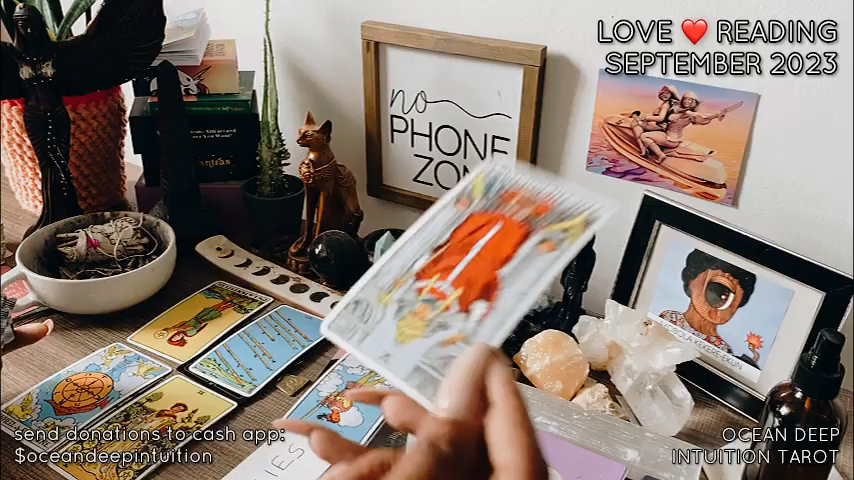 LOVE ❤️ READING
SEPTEMBER 2023
no
PHONE
ZON
send donations to cash app:
$oceandeepintuition
OCEAN DEEP
INTUITION TAROT